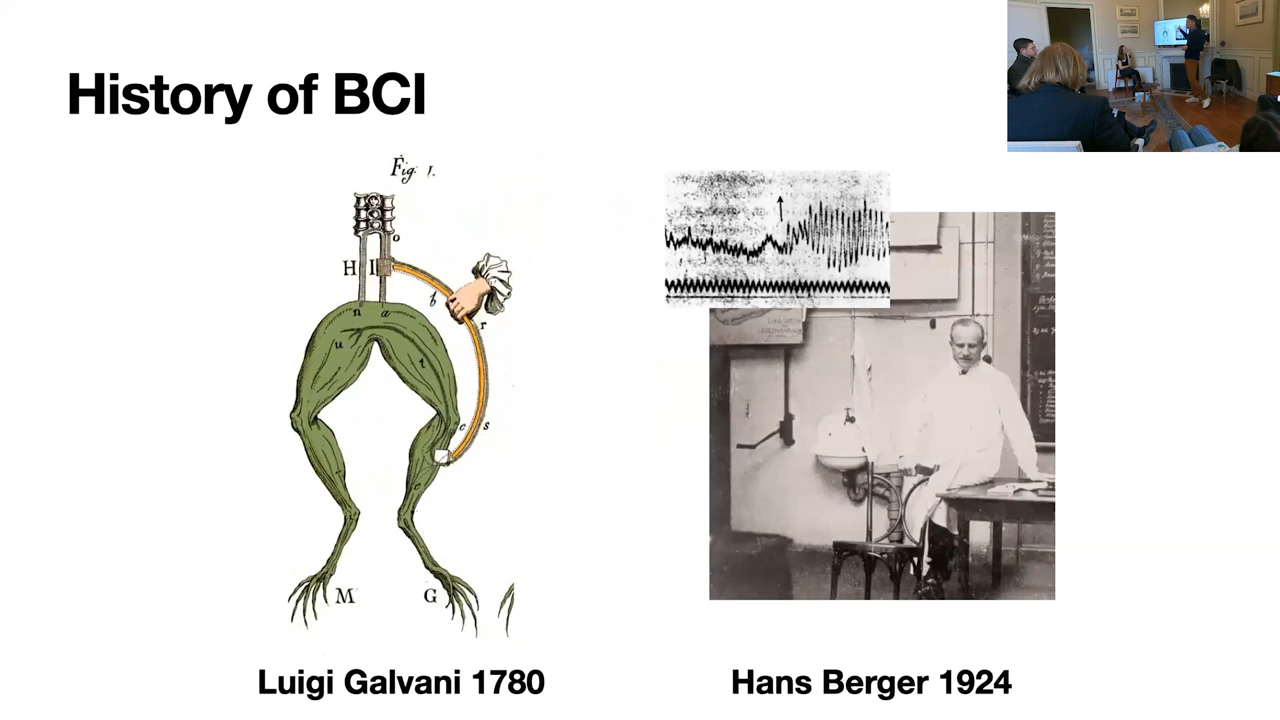 History of BCI
Fig. 1.
o
H I
b
n a
r
u
t
c s
c
M G
Luigi Galvani 1780
Hans Berger 1924